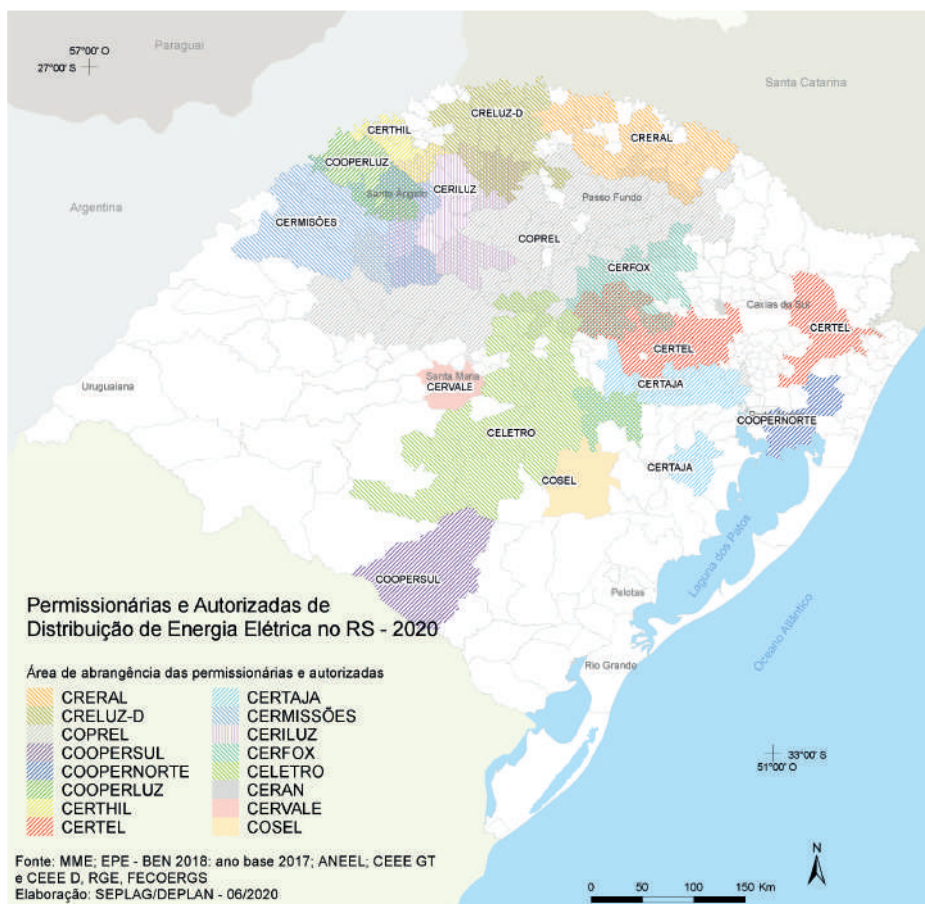 57°00' O
27°00' S
Paraguai
Santa Catarina
CRELUZ-D
CERTHIL
CRERAL
COOPERLUZ
Santo Ângelo
CERILUZ
Passo Fundo
Argentina
CERMISÕES
COPREL
CERFOX
Caxias do Sul
CERTEL
CERTEL
Uruguaiana
Santa Maria
CERVALE
CERTAJA
COOPERNORTE
CELETRO
CERTAJA
COSEL
COOPERSUL
Laguna dos Patos
Pelotas
Oceano Atlântico
Rio Grande
33°00' S
51°00' O
Permissionárias e Autorizadas de
Distribuição de Energia Elétrica no RS - 2020
Área de abrangência das permissionárias e autorizadas
CRERAL
CRELUZ-D
COPREL
COOPERSUL
COOPERNORTE
COOPERLUZ
CERTHIL
CERTEL
CERTAJA
CERMISSÕES
CERILUZ
CERFOX
CELETRO
CERAN
CERVALE
COSEL
Fonte: MME; EPE - BEN 2018: ano base 2017; ANEEL; CEEE GT
e CEEE D, RGE, FECOERGS
Elaboração: SEPLAG/DEPLAN - 06/2020
N
0 50 100 150 Km